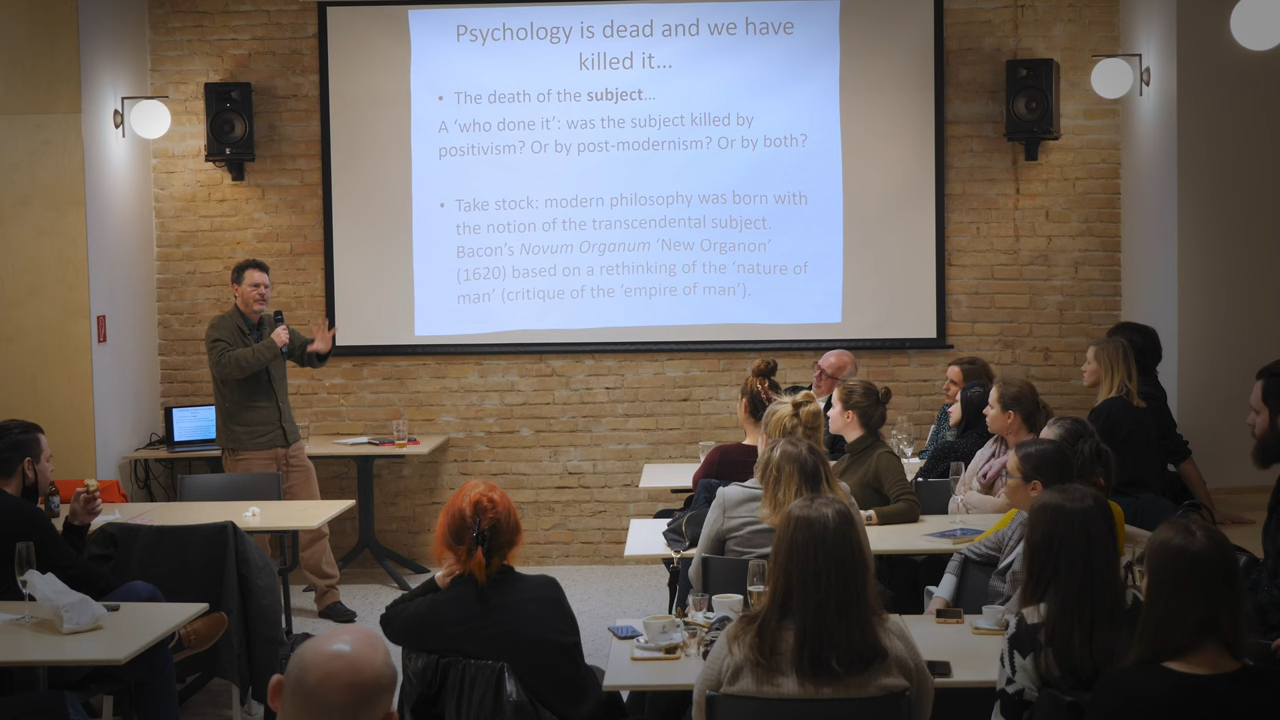 Psychology is dead and we have
killed it...
• The death of the subject...
A 'who done it': was the subject killed by
positivism? Or by post-modernism? Or by both?
• Take stock: modern philosophy was born with
the notion of the transcendental subject.
Bacon's Novum Organum 'New Organon'
(1620) based on a rethinking of the 'nature of
man' (critique of the 'empire of man').